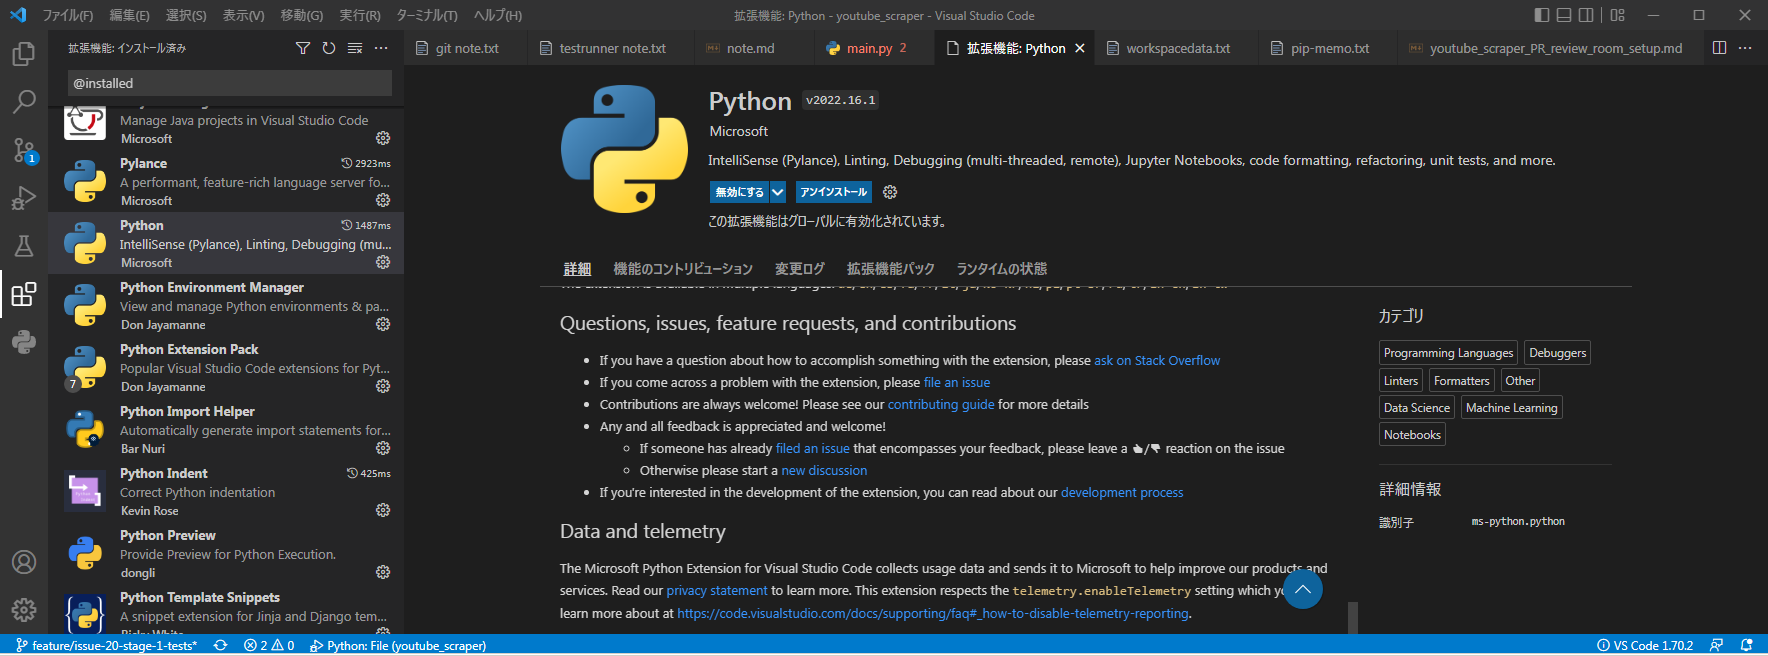 ファイル(F) 編集(E) 選択(S) 表示(V) 移動(G) 実行(R) ターミナル(T) ヘルプ(H)
拡張機能: Python - youtube_scraper - Visual Studio Code
拡張機能: インストール済み
@installed
Manage Java projects in Visual Studio Code
Microsoft
Pylance 2923ms
A performant, feature-rich language server fo...
Microsoft
Python 1487ms
IntelliSense (Pylance), Linting, Debugging (mu...
Microsoft
Python Environment Manager
View and manage Python environments & pa...
Don Jayamanne
Python Extension Pack
Popular Visual Studio Code extensions for Pyt...
7 Don Jayamanne
Python Import Helper
Automatically generate import statements for...
Bar Nuri
Python Indent 425ms
Correct Python indentation
Kevin Rose
Python Preview
Provide Preview for Python Execution.
dongli
Python Template Snippets
A snippet extension for Jinja and Django tem...
1
git note.txt testrunner note.txt note.md main.py 2 拡張機能: Python workspacedata.txt pip-memo.txt youtube_scraper_PR_review_room_setup.md
Python v2022.16.1
Microsoft
IntelliSense (Pylance), Linting, Debugging (multi-threaded, remote), Jupyter Notebooks, code formatting, refactoring, unit tests, and more.
無効にする アンインストール
この拡張機能はグローバルに有効化されています。
詳細 機能のコントリビューション 変更ログ 拡張機能パック ランタイムの状態
Questions, issues, feature requests, and contributions
If you have a question about how to accomplish something with the extension, please ask on Stack Overflow
If you come across a problem with the extension, please file an issue
Contributions are always welcome! Please see our contributing guide for more details
Any and all feedback is appreciated and welcome!
If someone has already filed an issue that encompasses your feedback, please leave a 👍/👎 reaction on the issue
Otherwise please start a new discussion
If you're interested in the development of the extension, you can read about our development process
Data and telemetry
The Microsoft Python Extension for Visual Studio Code collects usage data and sends it to Microsoft to help improve our products and
services. Read our privacy statement to learn more. This extension respects the telemetry.enableTelemetry setting which
learn more about at https://code.visualstudio.com/docs/supporting/faq#_how-to-disable-telemetry-reporting.
カテゴリ
Programming Languages Debuggers
Linters Formatters Other
Data Science Machine Learning
Notebooks
詳細情報
識別子 ms-python.python
feature/issue-20-stage-1-tests* 2 0 Python: File (youtube_scraper) VS Code 1.70.2